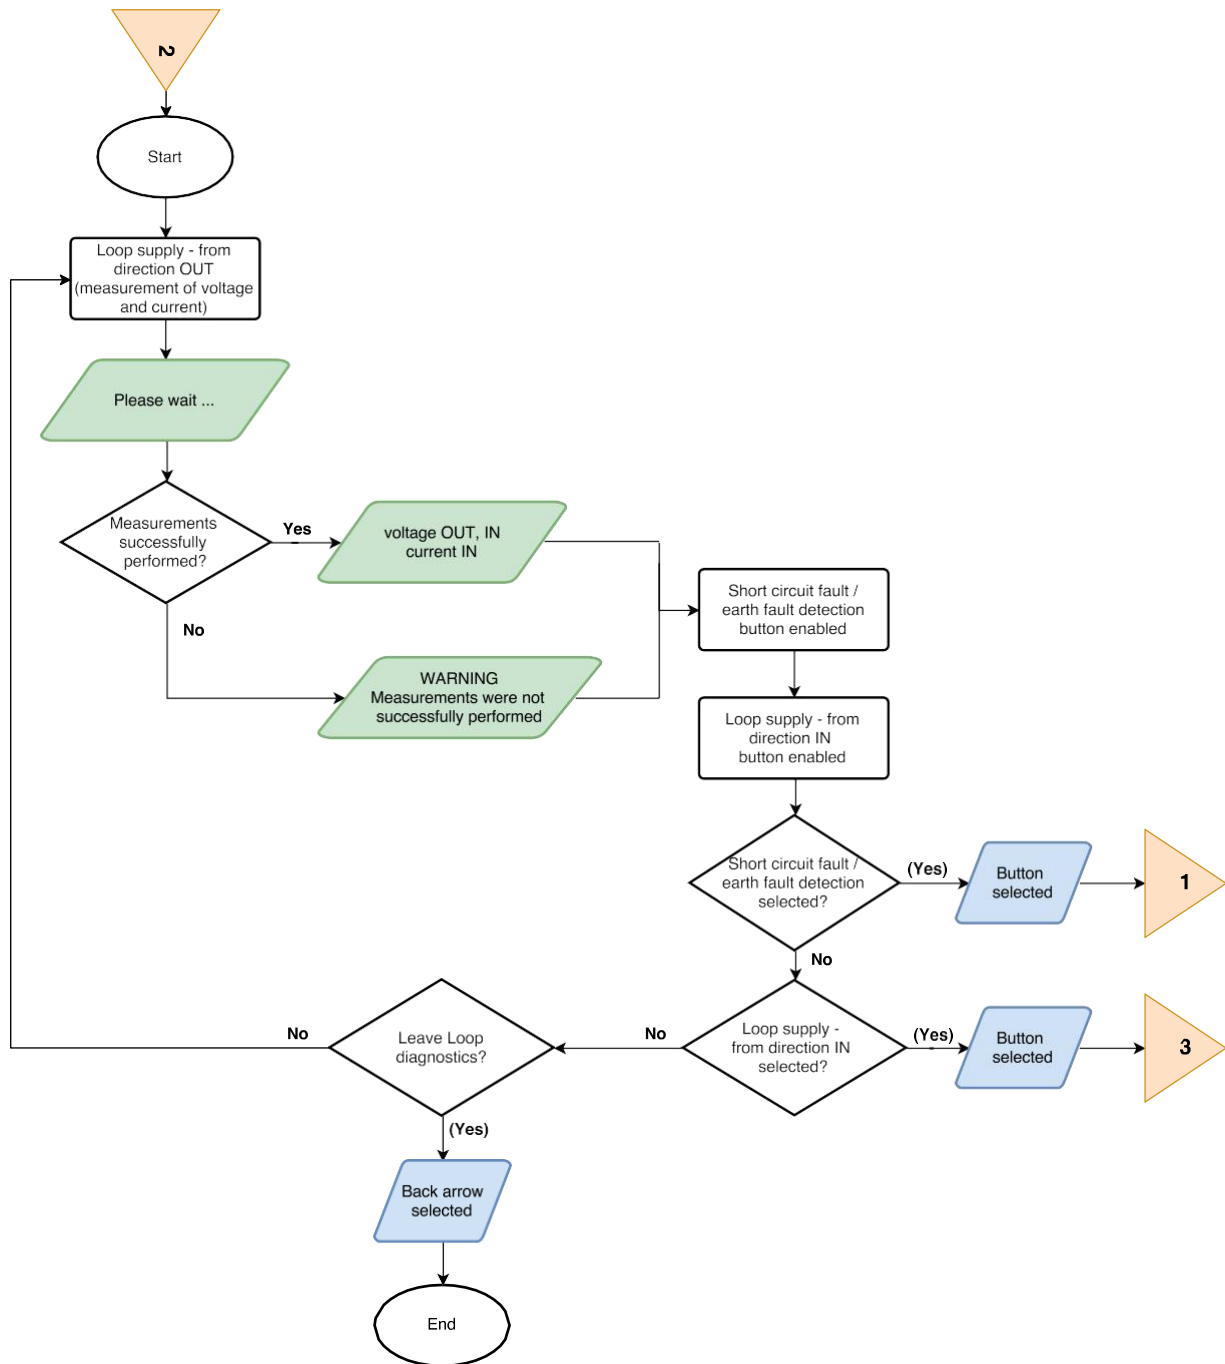 2
Start
Loop supply - from
direction OUT
(measurement of voltage
and current)
Please wait ...
Measurements
successfully
performed?
Yes
voltage OUT, IN
current IN
No
WARNING
Measurements were not
successfully performed
Short circuit fault /
earth fault detection
button enabled
Loop supply - from
direction IN
button enabled
Short circuit fault /
earth fault detection
selected?
(Yes)
Button
selected
1
No
Loop supply -
from direction IN
selected?
(Yes)
Button
selected
3
No
Leave Loop
diagnostics?
No
(Yes)
Back arrow
selected
End